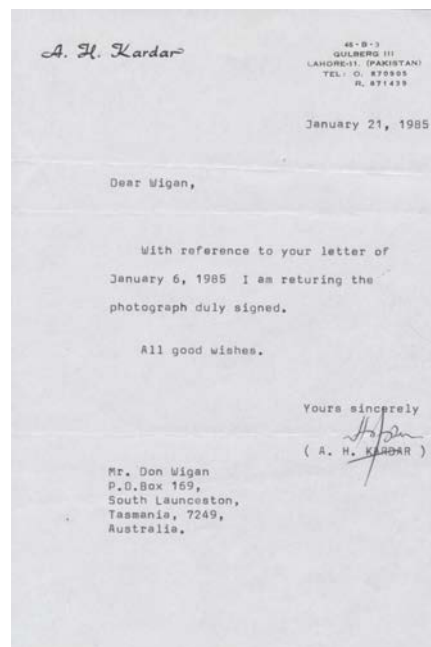 A. H. Kardar
46-B-3
GULBERG III
LAHORE-11. (PAKISTAN)
TEL: O. 870905
R. 871439
January 21, 1985
Dear Wigan,
With reference to your letter of
January 6, 1985 I am returing the
photograph duly signed.
All good wishes.
Yours sincerely
( A. H. KARDAR )
Mr. Don Wigan
P.O.Box 169,
South Launceston,
Tasmania, 7249,
Australia.